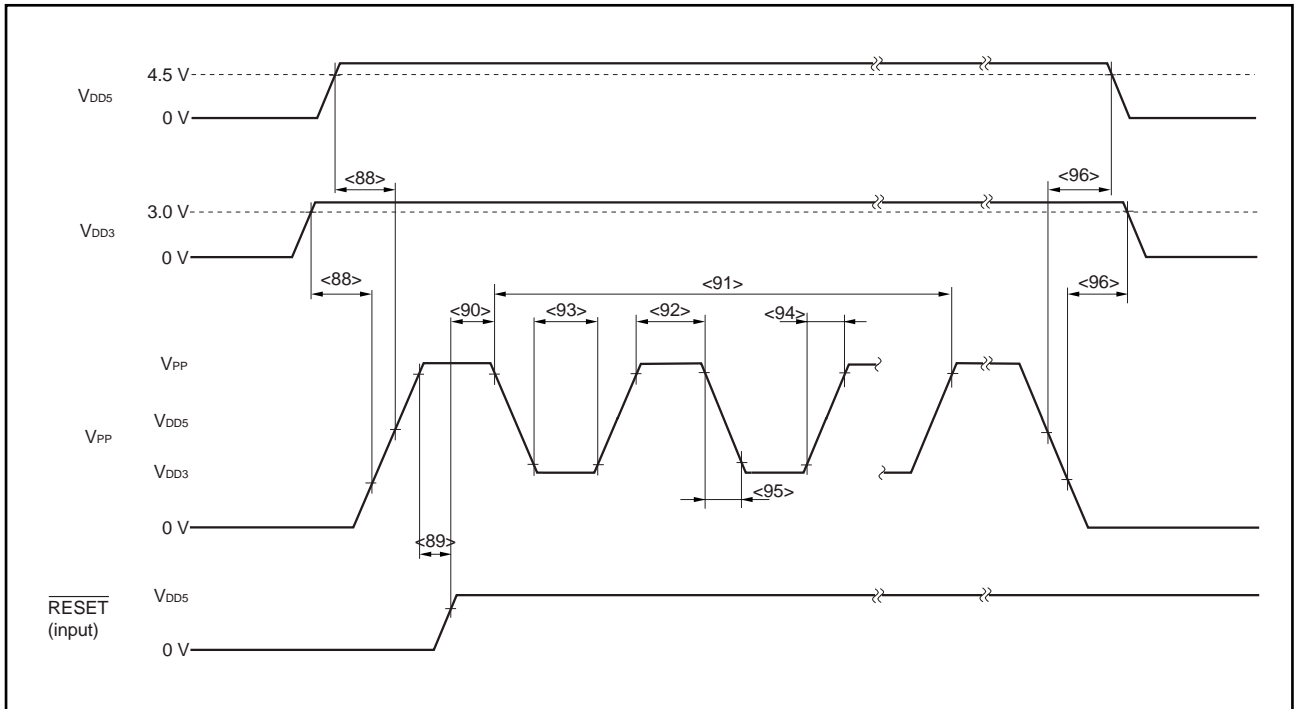 4.5 V
VDD5
0 V
<88>
<96>
3.0 V
VDD3
0 V
<88>
<91>
<96>
<90>
<93>
<92>
<94>
VPP
VDD5
VPP
VDD3
<95>
0 V
<89>
VDD5
RESET
(input)
0 V